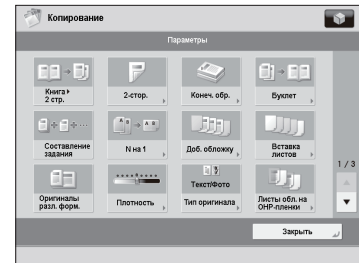 Копирование
Параметры
Книга
2 стр.
2-стор.
Конеч. обр.
Буклет
Составление
задания
N на 1
Доб. обложку
Вставка
листов
1 / 3
Текст/Фото
Оригиналы
разл. форм.
Плотность
Тип оригинала
Листы обл. на
OHP-пленки
Закрыть